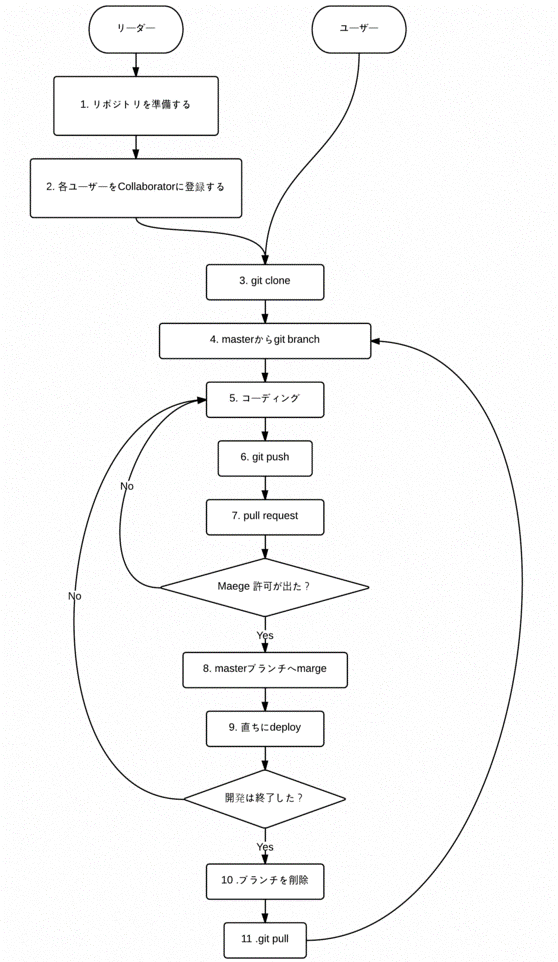 リーダー
ユーザー
1. リポジトリを準備する
2. 各ユーザーをCollaboratorに登録する
3. git clone
4. masterからgit branch
5. コーディング
6. git push
No
7. pull request
Maege 許可が出た？
No
Yes
8. masterブランチへmarge
9. 直ちにdeploy
開発は終了した？
Yes
10 .ブランチを削除
11 .git pull